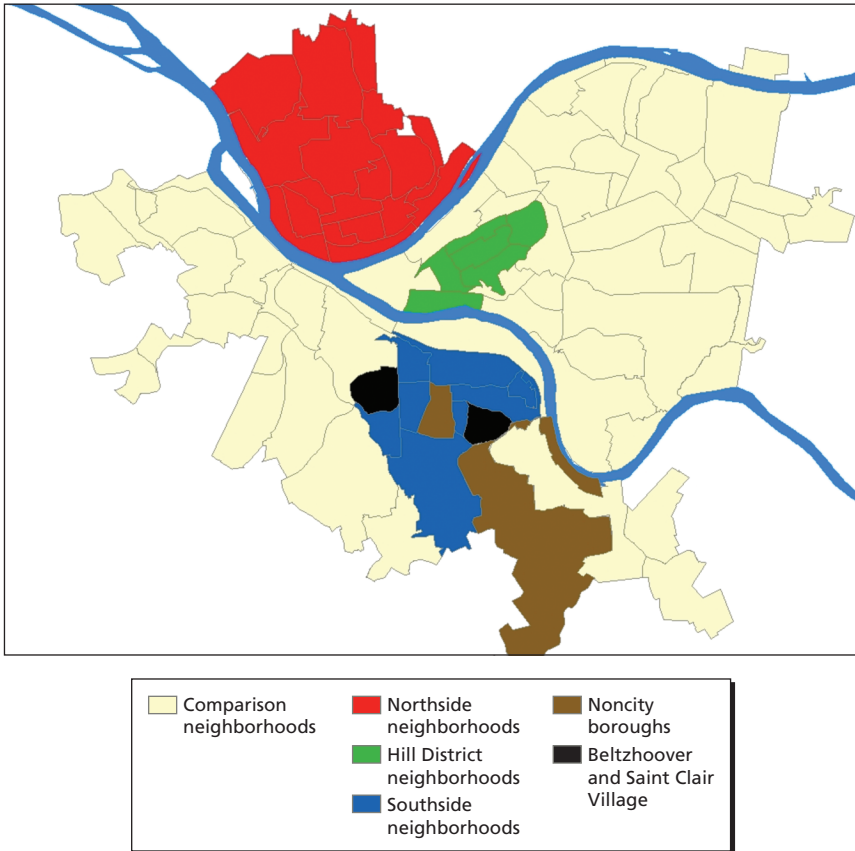 Comparison
neighborhoods
Northside
neighborhoods
Hill District
neighborhoods
Southside
neighborhoods
Noncity
boroughs
Beltzhoover
and Saint Clair
Village